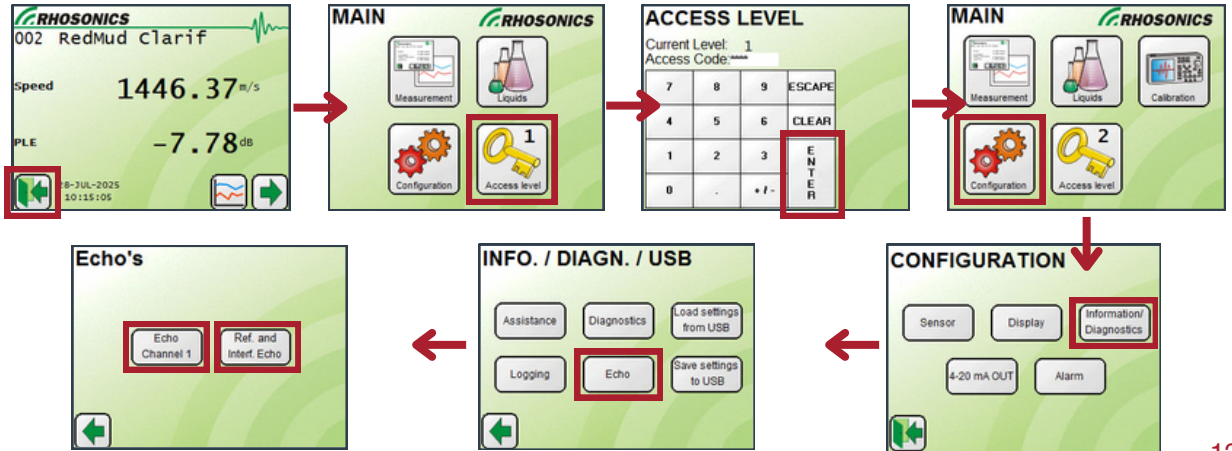 RHOSONICS
002 RedMud Clarif
Speed 1446.37 m/s
PLE -7.78 dB
28-JUL-2025
10:15:05
MAIN
RHOSONICS
Measurement
Liquids
Configuration
1
Access level
ACCESS LEVEL
Current Level: 1
Access Code:****
7 8 9 ESCAPE
4 5 6 CLEAR
1 2 3 ENTER
0 . + / -
MAIN
RHOSONICS
Measurement
Liquids
Calibration
Configuration
2
Access level
Echo's
Echo
Channel 1
Ref. and
Interf. Echo
INFO. / DIAGN. / USB
Assistance
Diagnostics
Load settings
from USB
Logging
Echo
Save settings
to USB
CONFIGURATION
Sensor
Display
Information/
Diagnostics
4-20 mA OUT
Alarm